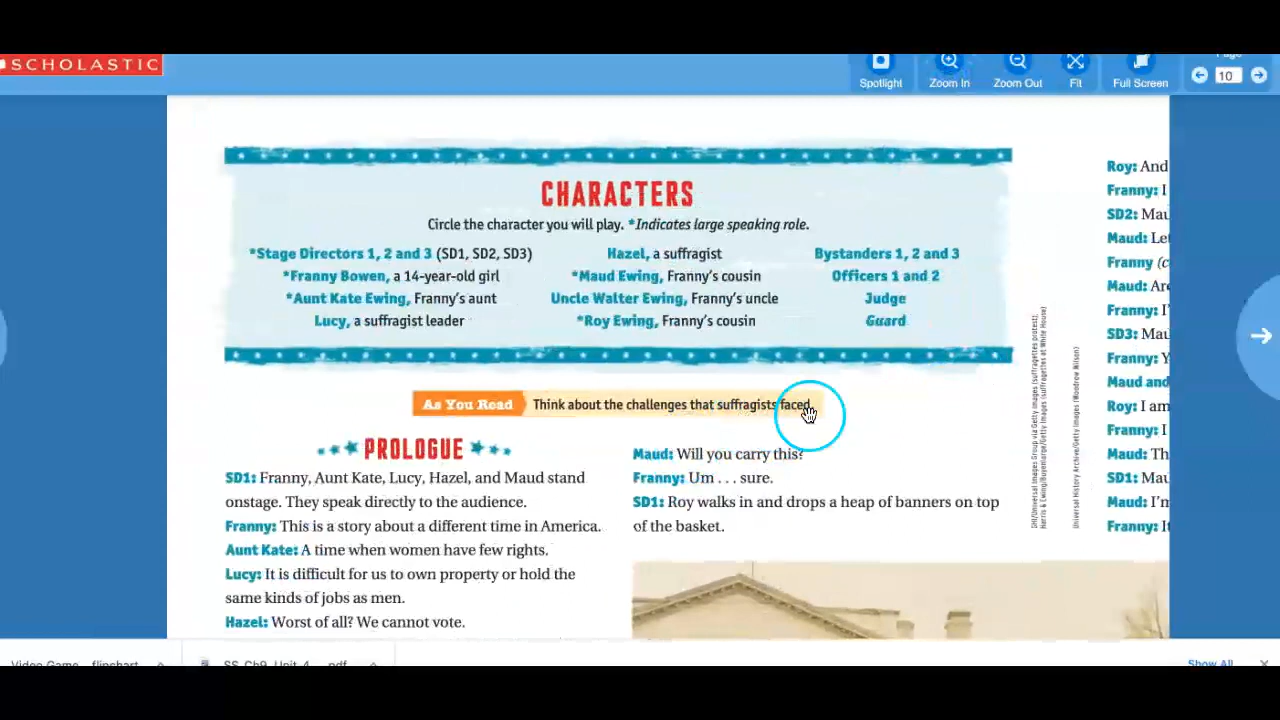 SCHOLASTIC
Spotlight
Zoom In
Zoom Out
Fit
Full Screen
10
CHARACTERS
Circle the character you will play. *Indicates large speaking role.
*Stage Directors 1, 2 and 3 (SD1, SD2, SD3)
*Franny Bowen, a 14-year-old girl
*Aunt Kate Ewing, Franny's aunt
Lucy, a suffragist leader
Hazel, a suffragist
*Maud Ewing, Franny's cousin
Uncle Walter Ewing, Franny's uncle
*Roy Ewing, Franny's cousin
Bystanders 1, 2 and 3
Officers 1 and 2
Judge
Guard
As You Read Think about the challenges that suffragists faced.
PROLOGUE
SD1: Franny, Aunt Kate, Lucy, Hazel, and Maud stand
onstage. They speak directly to the audience.
Franny: This is a story about a different time in America.
Aunt Kate: A time when women have few rights.
Lucy: It is difficult for us to own property or hold the
same kinds of jobs as men.
Hazel: Worst of all? We cannot vote.
Maud: Will you carry this?
Franny: Um . . . sure.
SD1: Roy walks in and drops a heap of banners on top
of the basket.
Roy: And
Franny: I
SD2: Mau
Maud: Let
Franny (c
Maud: Are
Franny: I'
SD3: Mau
Franny: Y
Maud and
Roy: I am
Franny: I
Maud: Th
SD1: Mau
Maud: I'm
Franny: It
Universal History Archive/Getty Images (Woodrow Wilson)
Show All